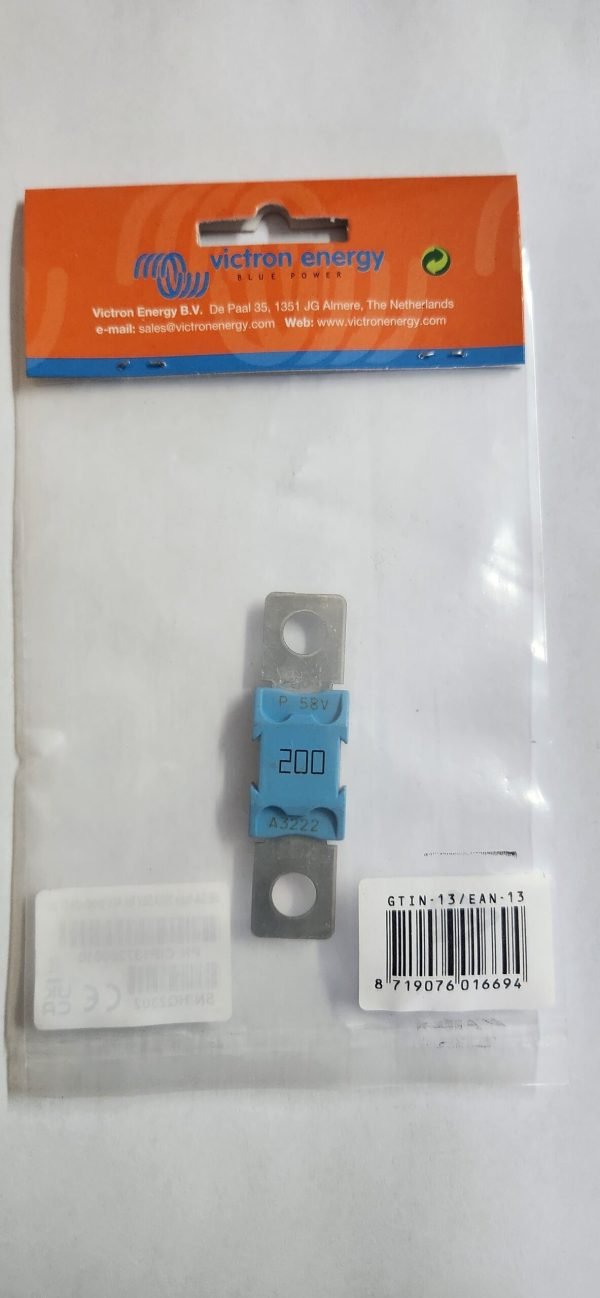 victron energy
BLUE POWER
Victron Energy B.V. De Paal 35, 1351 JG Almere, The Netherlands
e-mail: sales@victronenergy.com Web: www.victronenergy.com
P 58V
200
A3222
GTIN-13/EAN-13
8 719076 016694